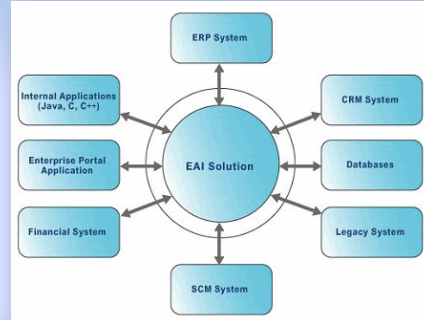 ERP System
Internal Applications
(Java, C, C++)
CRM System
Enterprise Portal
Application
EAI Solution
Databases
Financial System
Legacy System
SCM System